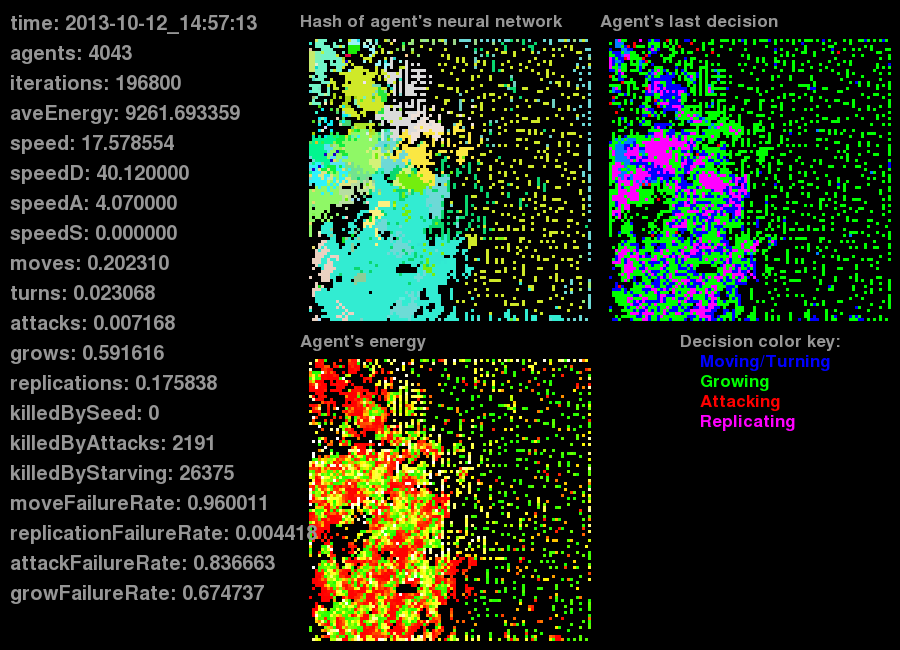 time: 2013-10-12_14:57:13
agents: 4043
iterations: 196800
aveEnergy: 9261.693359
speed: 17.578554
speedD: 40.120000
speedA: 4.070000
speedS: 0.000000
moves: 0.202310
turns: 0.023068
attacks: 0.007168
grows: 0.591616
replications: 0.175838
killedBySeed: 0
killedByAttacks: 2191
killedByStarving: 26375
moveFailureRate: 0.960011
replicationFailureRate: 0.004418
attackFailureRate: 0.836663
growFailureRate: 0.674737
Hash of agent's neural network
Agent's last decision
Agent's energy
Decision color key:
Moving/Turning
Growing
Attacking
Replicating